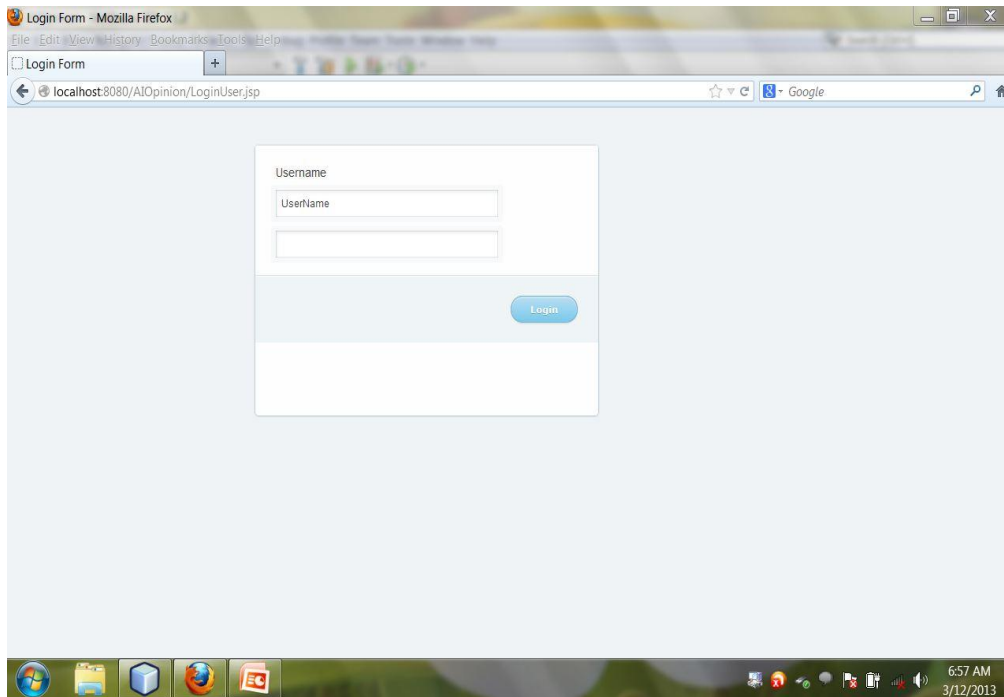 Login Form - Mozilla Firefox
File Edit View History Bookmarks Tools Help
Login Form +
localhost:8080/AIOpinion/LoginUser.jsp
Google
Username
UserName
Login
6:57 AM
3/12/2013